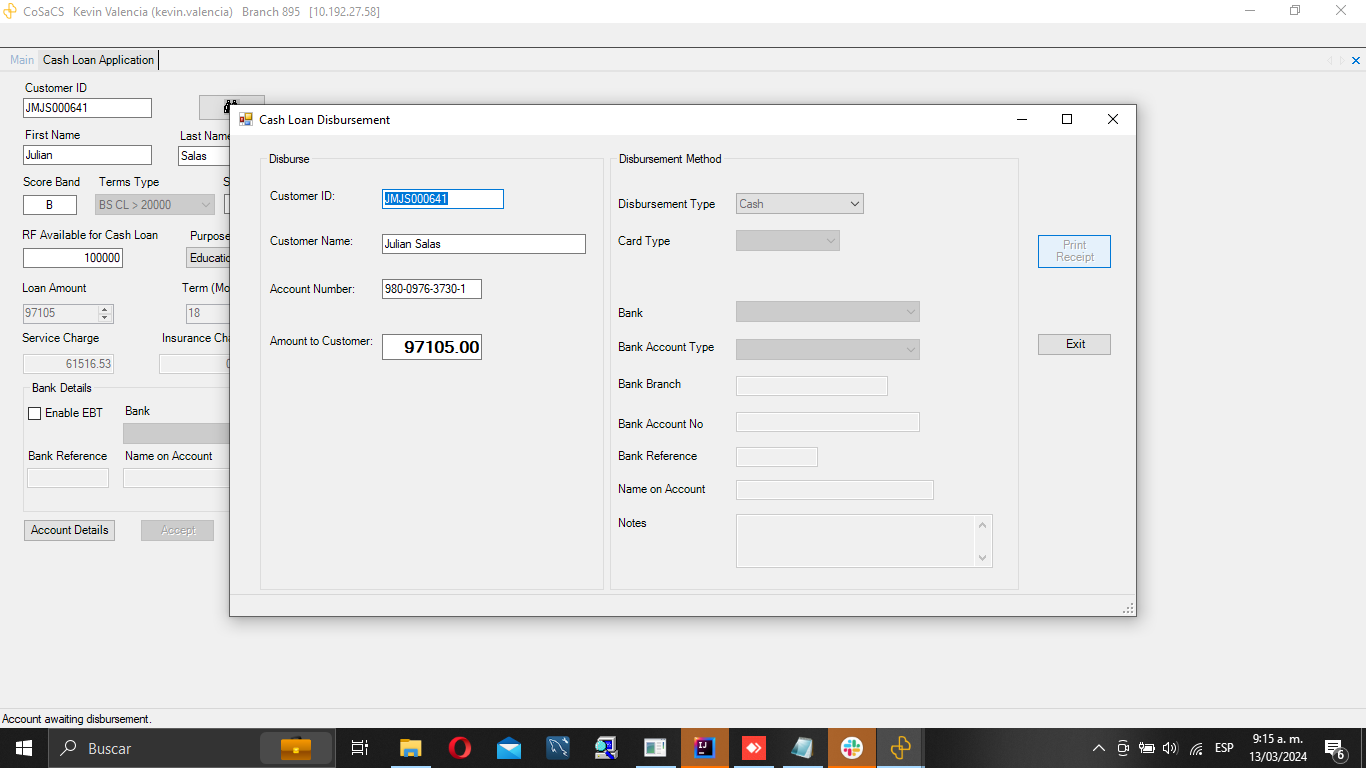 CoSaCS Kevin Valencia (kevin.valencia) Branch 895 [10.192.27.58]
Main Cash Loan Application
Customer ID
JMJS000641
First Name
Last Name
Julian
Salas
Score Band
Terms Type
S
B
BS CL > 20000
RF Available for Cash Loan
Purpose
100000
Educatio
Loan Amount
Term (Mo
97105
18
Service Charge
Insurance Cha
61516.53
Bank Details
Enable EBT
Bank
Bank Reference
Name on Account
Account Details
Accept
Cash Loan Disbursement
Disburse
Customer ID:
JMJS000641
Customer Name:
Julian Salas
Account Number:
980-0976-3730-1
Amount to Customer:
97105.00
Disbursement Method
Disbursement Type
Cash
Card Type
Bank
Bank Account Type
Bank Branch
Bank Account No
Bank Reference
Name on Account
Notes
Print
Receipt
Exit
Account awaiting disbursement.
Buscar
IJ
ESP
9:15 a. m.
13/03/2024
6